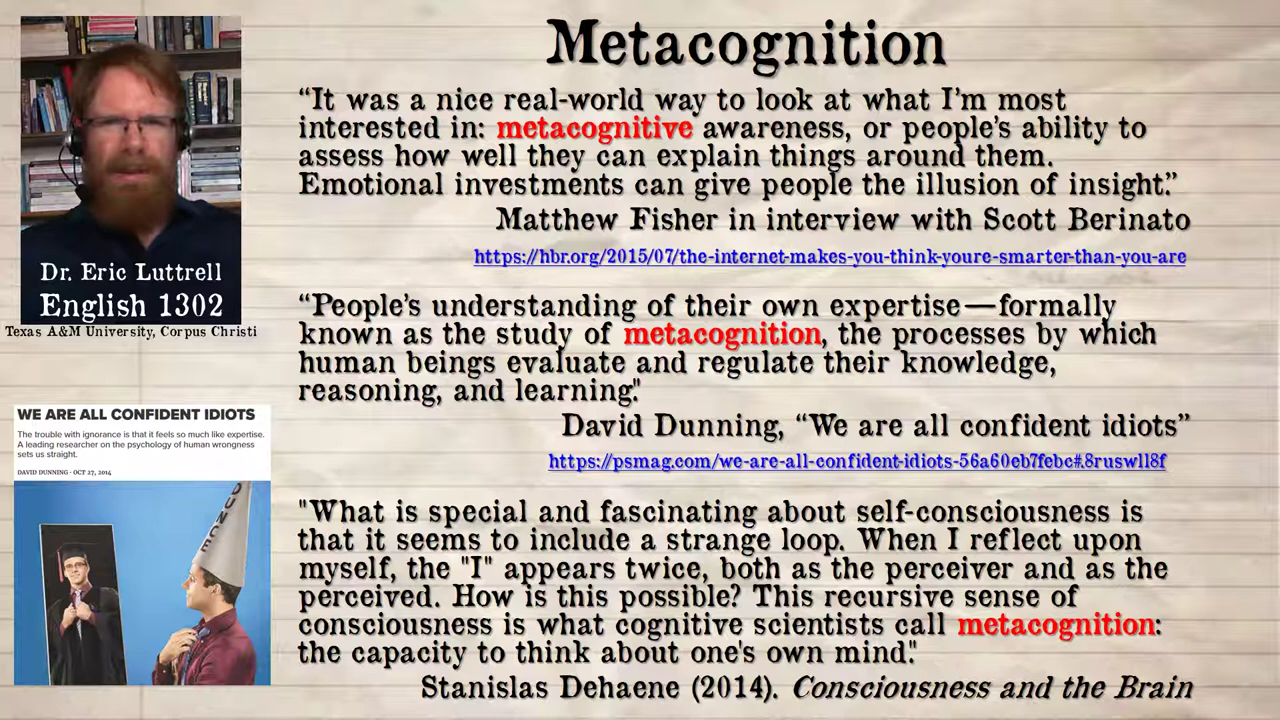 Metacognition
“It was a nice real-world way to look at what I’m most
interested in: metacognitive awareness, or people’s ability to
assess how well they can explain things around them.
Emotional investments can give people the illusion of insight.”
Matthew Fisher in interview with Scott Berinato
https://hbr.org/2015/07/the-internet-makes-you-think-youre-smarter-than-you-are
Dr. Eric Luttrell
English 1302
Texas A&M University, Corpus Christi
“People’s understanding of their own expertise—formally
known as the study of metacognition, the processes by which
human beings evaluate and regulate their knowledge,
reasoning, and learning."
David Dunning, “We are all confident idiots”
https://psmag.com/we-are-all-confident-idiots-56a60eb7febc#.8ruswll8f
WE ARE ALL CONFIDENT IDIOTS
The trouble with ignorance is that it feels so much like expertise.
A leading researcher on the psychology of human wrongness
sets us straight.
DAVID DUNNING · OCT 27, 2014
DUNCE
"What is special and fascinating about self-consciousness is
that it seems to include a strange loop. When I reflect upon
myself, the "I" appears twice, both as the perceiver and as the
perceived. How is this possible? This recursive sense of
consciousness is what cognitive scientists call metacognition:
the capacity to think about one's own mind."
Stanislas Dehaene (2014). Consciousness and the Brain